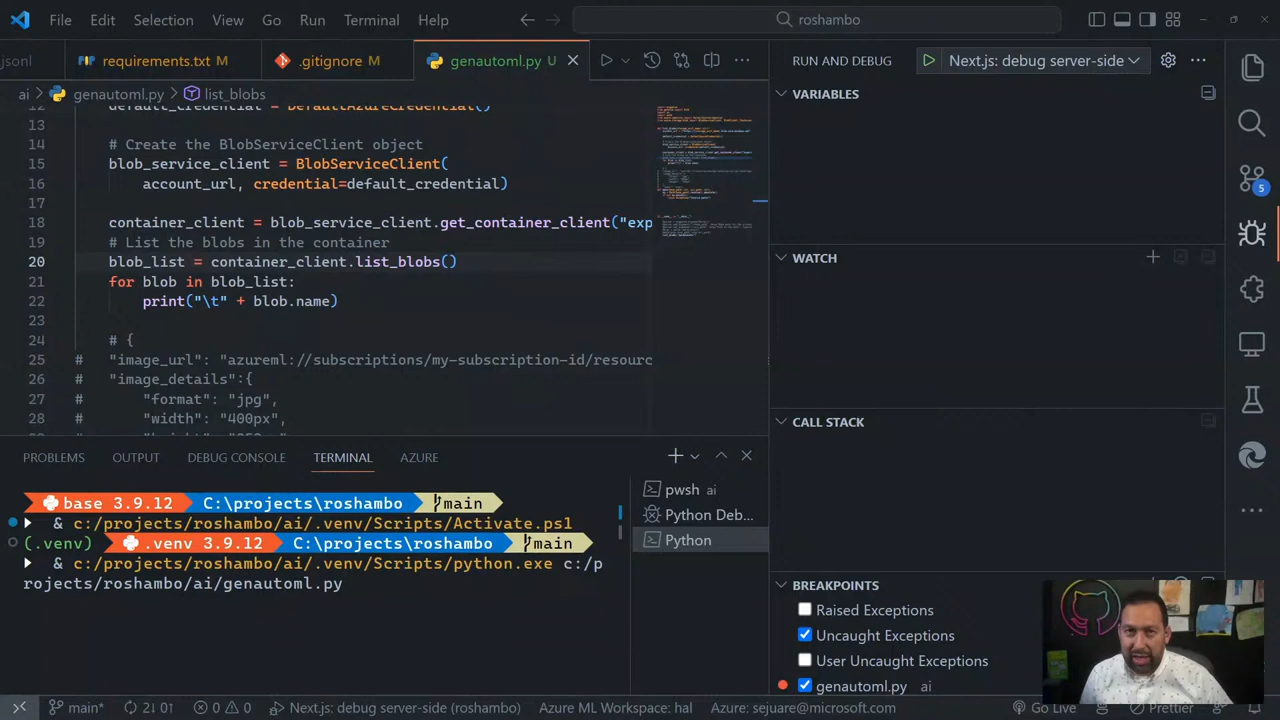 File Edit Selection View Go Run Terminal Help roshambo
jsonl requirements.txt M .gitignore M genautoml.py U
ai > genautoml.py > list_blobs
12 default_credential = DefaultAzureCredential()
13
14 # Create the BlobServiceClient object
15 blob_service_client = BlobServiceClient(
16 account_url, credential=default_credential)
17
18 container_client = blob_service_client.get_container_client("exp
19 # List the blobs in the container
20 blob_list = container_client.list_blobs()
21 for blob in blob_list:
22 print("\t" + blob.name)
23
24 # {
25 # "image_url": "azureml://subscriptions/my-subscription-id/resourc
26 # "image_details":{
27 # "format": "jpg",
28 # "width": "400px",
PROBLEMS OUTPUT DEBUG CONSOLE TERMINAL AZURE
base 3.9.12 C:\projects\roshambo main
& c:/projects/roshambo/ai/.venv/Scripts/Activate.ps1
(.venv) .venv 3.9.12 C:\projects\roshambo main
& c:/projects/roshambo/ai/.venv/Scripts/python.exe c:/p
rojects/roshambo/ai/genautoml.py
pwsh ai
Python Deb...
Python
RUN AND DEBUG Next.js: debug server-side
VARIABLES
WATCH
CALL STACK
BREAKPOINTS
Raised Exceptions
Uncaught Exceptions
User Uncaught Exceptions
genautoml.py ai
5
main* 2↓ 0↑ 0 0 Next.js: debug server-side (roshambo) Azure ML Workspace: hal Azure: sejuare@microsoft.com Go Live Prettier